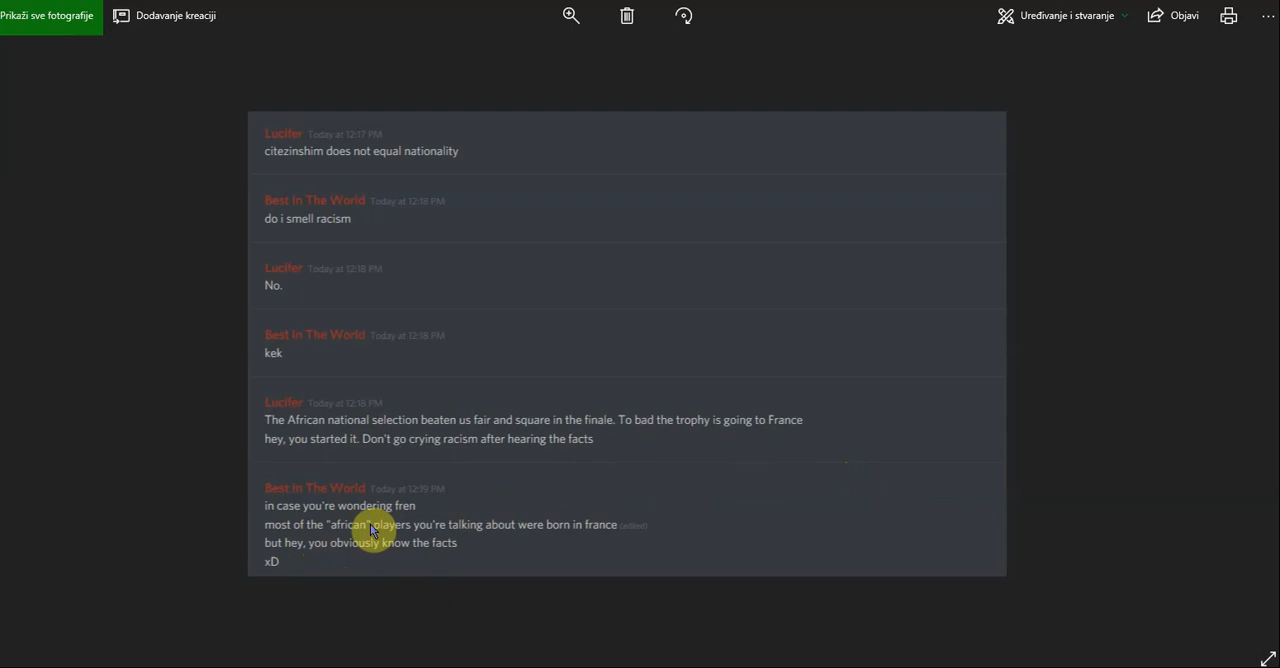 Prikaži sve fotografije
Dodavanje kreaciji
Uređivanje i stvaranje
Objavi
Lucifer Today at 12:17 PM
citezinshim does not equal nationality
Best In The World Today at 12:18 PM
do i smell racism
Lucifer Today at 12:18 PM
No.
Best In The World Today at 12:18 PM
kek
Lucifer Today at 12:18 PM
The African national selection beaten us fair and square in the finale. To bad the trophy is going to France
hey, you started it. Don't go crying racism after hearing the facts
Best In The World Today at 12:19 PM
in case you're wondering fren
most of the "african" players you're talking about were born in france (edited)
but hey, you obviously know the facts
xD